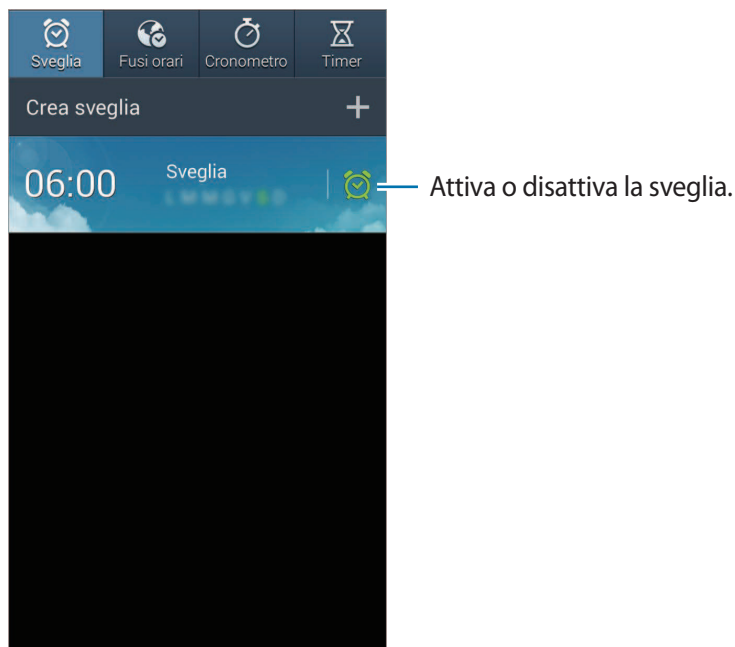 Sveglia
Fusi orari
Cronometro
Timer
Crea sveglia
06:00
Sveglia
Attiva o disattiva la sveglia.